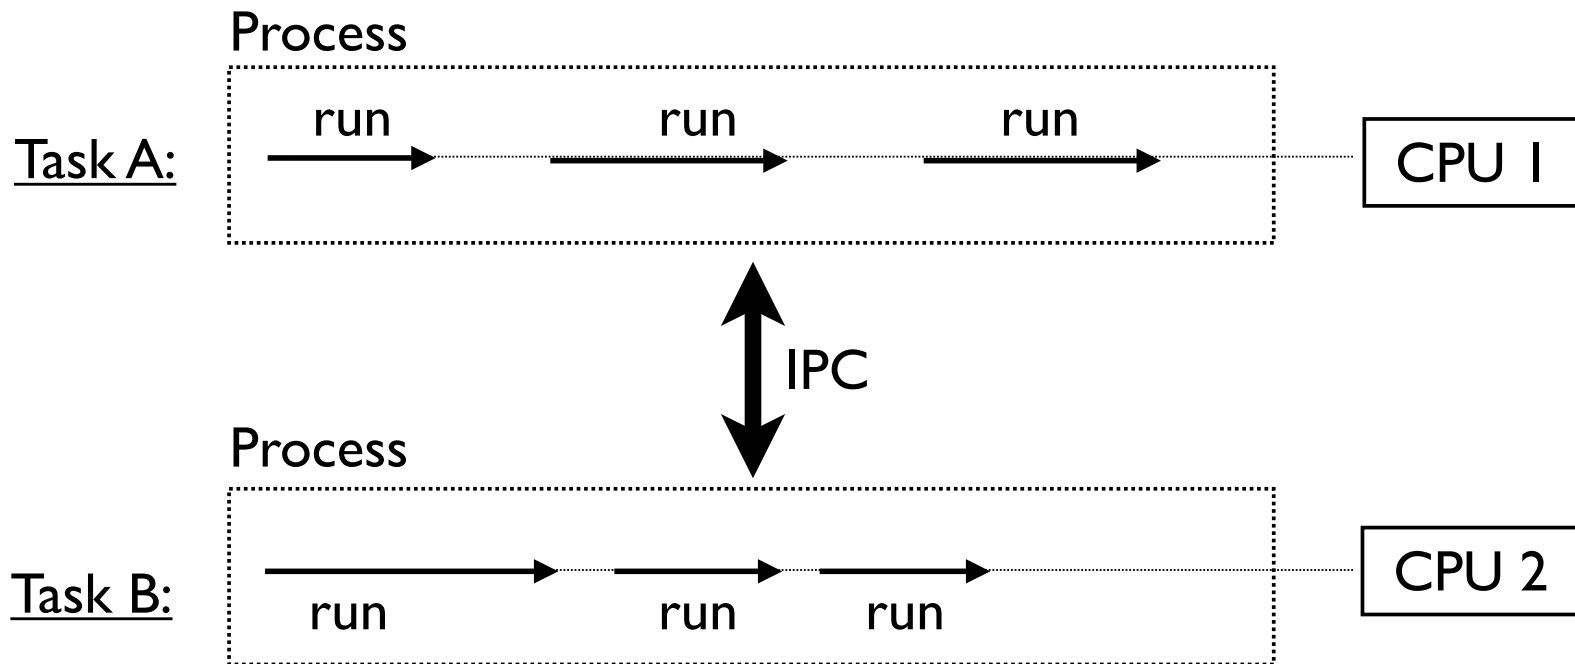 Process
run run run
Task A: CPU 1
IPC
Process
Task B: CPU 2
run run run